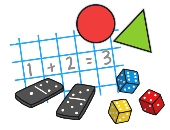 1 + 2 = 3